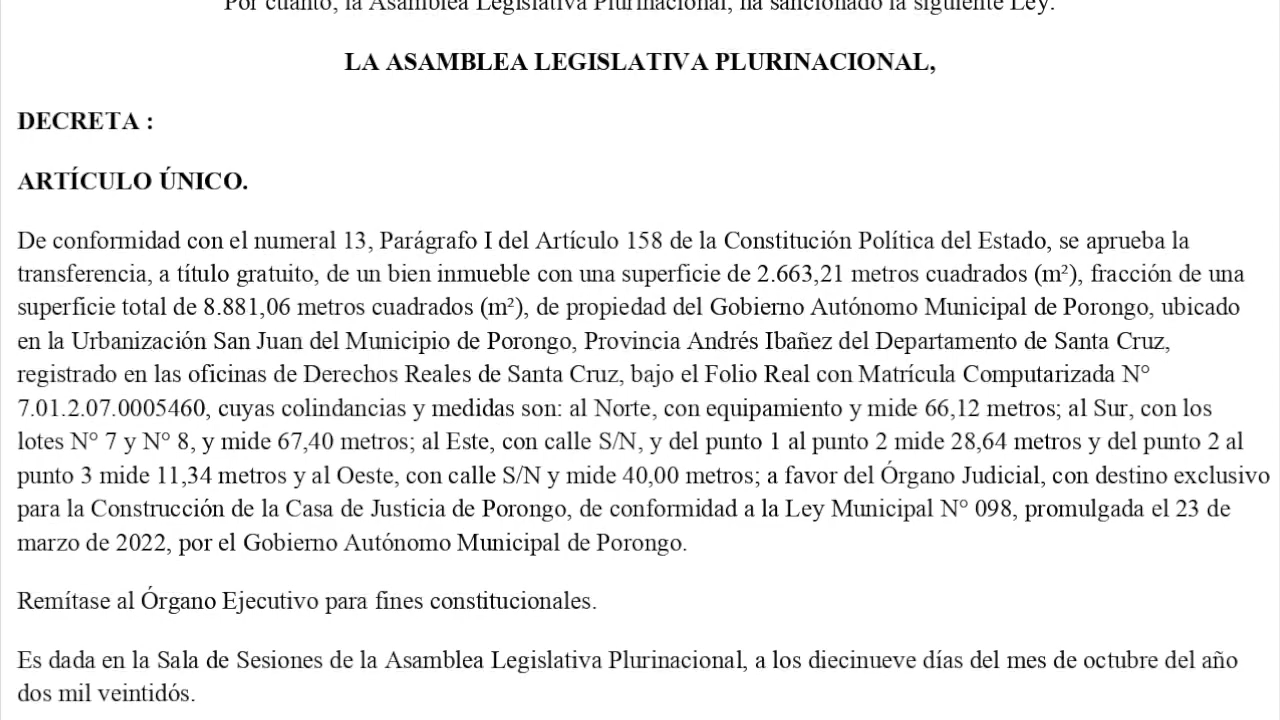 Por cuanto, la Asamblea Legislativa Plurinacional, ha sancionado la siguiente Ley:
LA ASAMBLEA LEGISLATIVA PLURINACIONAL,
DECRETA :
ARTÍCULO ÚNICO.
De conformidad con el numeral 13, Parágrafo I del Artículo 158 de la Constitución Política del Estado, se aprueba la
transferencia, a título gratuito, de un bien inmueble con una superficie de 2.663,21 metros cuadrados (m²), fracción de una
superficie total de 8.881,06 metros cuadrados (m²), de propiedad del Gobierno Autónomo Municipal de Porongo, ubicado
en la Urbanización San Juan del Municipio de Porongo, Provincia Andrés Ibañez del Departamento de Santa Cruz,
registrado en las oficinas de Derechos Reales de Santa Cruz, bajo el Folio Real con Matrícula Computarizada N°
7.01.2.07.0005460, cuyas colindancias y medidas son: al Norte, con equipamiento y mide 66,12 metros; al Sur, con los
lotes N° 7 y N° 8, y mide 67,40 metros; al Este, con calle S/N, y del punto 1 al punto 2 mide 28,64 metros y del punto 2 al
punto 3 mide 11,34 metros y al Oeste, con calle S/N y mide 40,00 metros; a favor del Órgano Judicial, con destino exclusivo
para la Construcción de la Casa de Justicia de Porongo, de conformidad a la Ley Municipal N° 098, promulgada el 23 de
marzo de 2022, por el Gobierno Autónomo Municipal de Porongo.
Remítase al Órgano Ejecutivo para fines constitucionales.
Es dada en la Sala de Sesiones de la Asamblea Legislativa Plurinacional, a los diecinueve días del mes de octubre del año
dos mil veintidós.